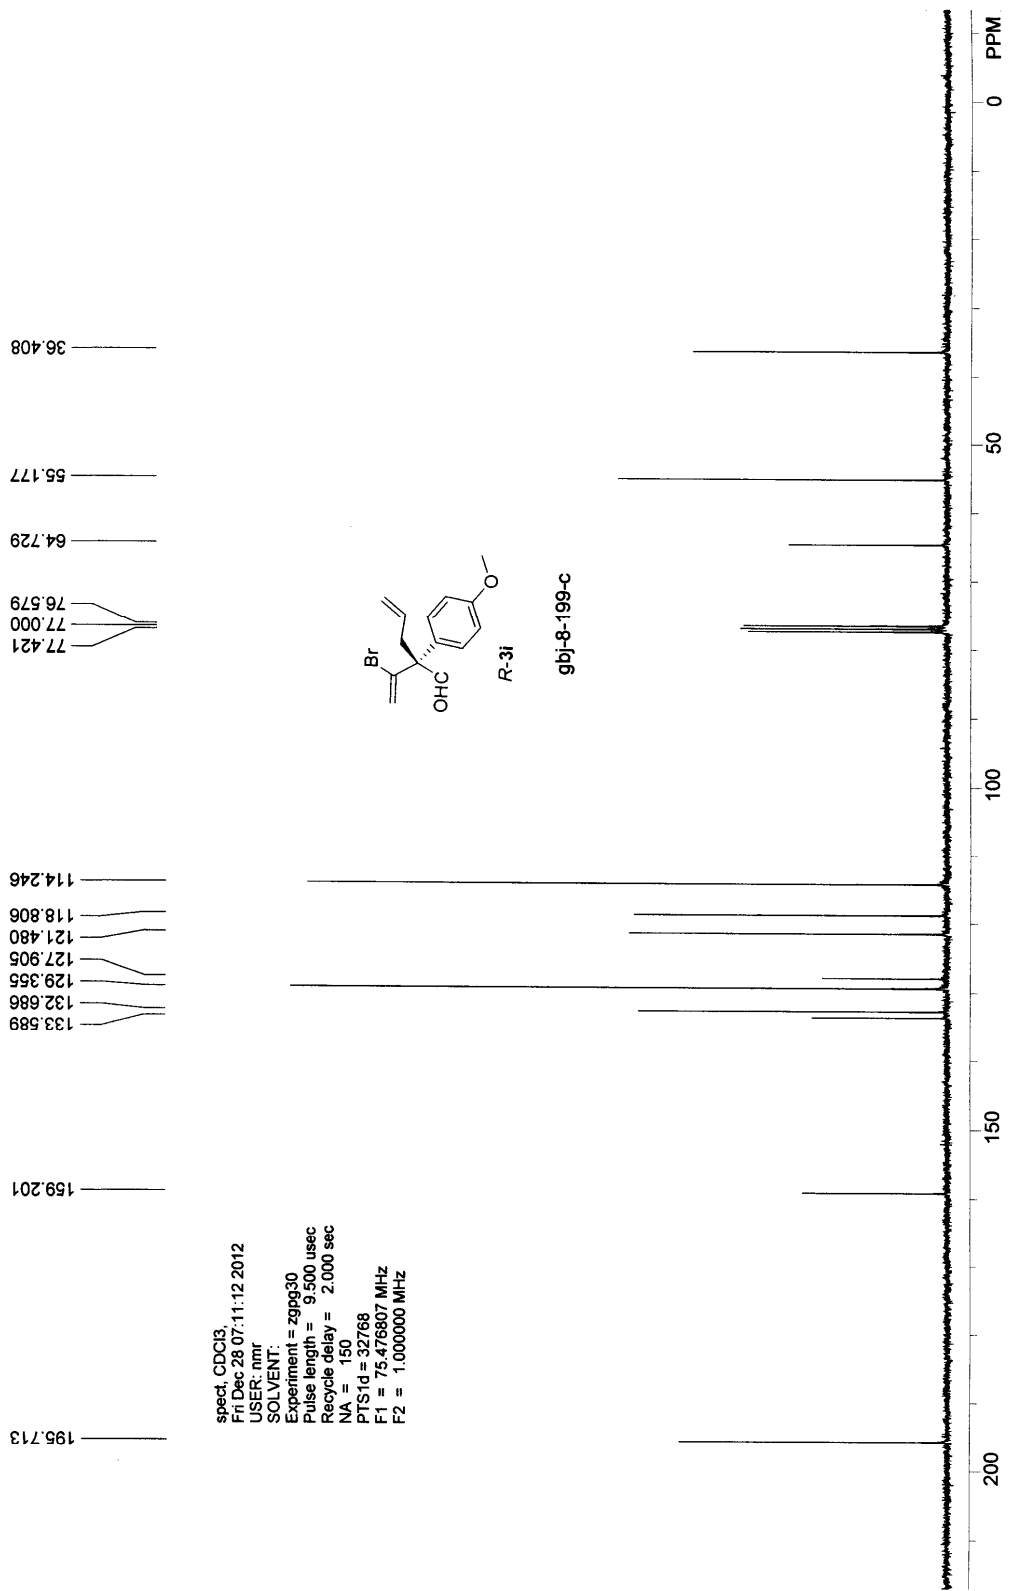 195.713
159.201
133.589
132.686
129.355
127.905
121.480
118.806
114.246
77.421
77.000
76.579
64.729
55.177
36.408
spect, CDCl3,
Fri Dec 28 07:11:12 2012
USER: nmr
SOLVENT:
Experiment = zgpg30
Pulse length = 9.500 usec
Recycle delay = 2.000 sec
NA = 150
PTS1d = 32768
F1 = 75.476807 MHz
F2 = 1.000000 MHz
Br
OHC
O
R-3i
gbj-8-199-c
200
150
100
50
0
PPM